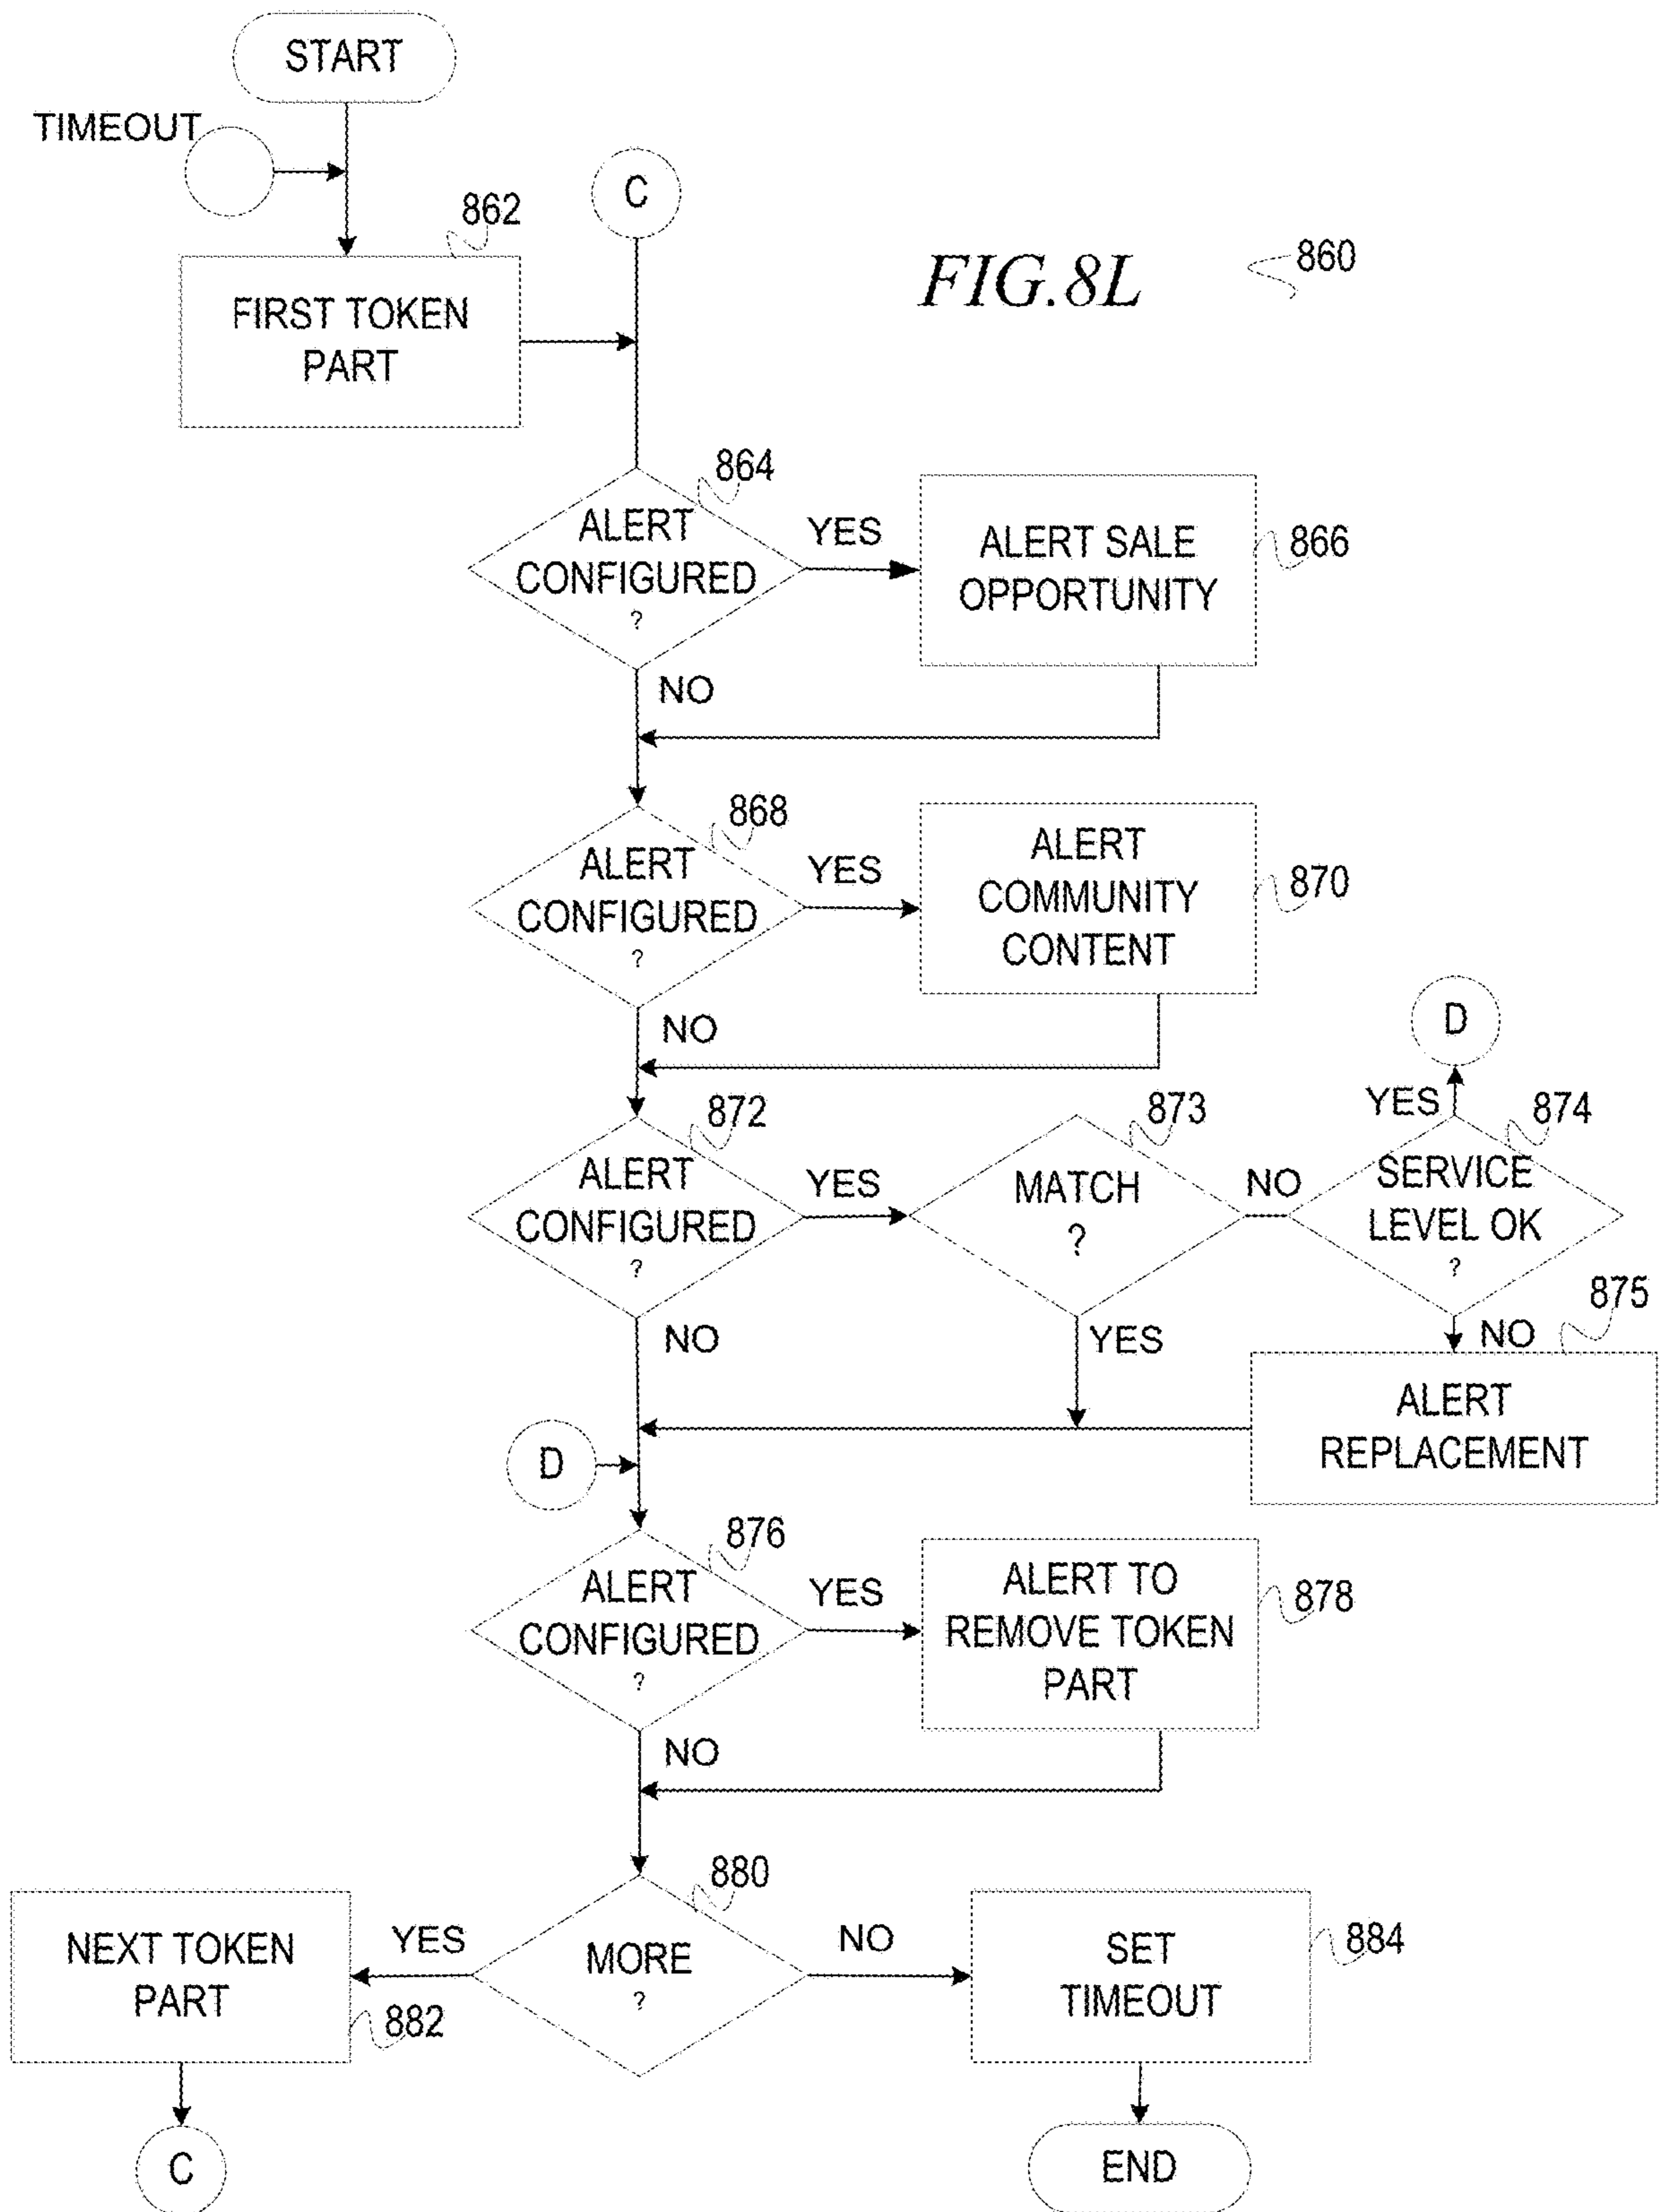 START
TIMEOUT
C
862
FIRST TOKEN
PART
FIG.8L
860
864
ALERT
CONFIGURED
?
YES
ALERT SALE
OPPORTUNITY
866
NO
868
ALERT
CONFIGURED
?
YES
ALERT
COMMUNITY
CONTENT
870
NO
D
872
ALERT
CONFIGURED
?
YES
873
MATCH
?
NO
YES
874
SERVICE
LEVEL OK
?
NO
YES
NO
875
ALERT
REPLACEMENT
D
876
ALERT
CONFIGURED
?
YES
ALERT TO
REMOVE TOKEN
PART
878
NO
880
MORE
?
YES
NEXT TOKEN
PART
882
NO
SET
TIMEOUT
884
C
END